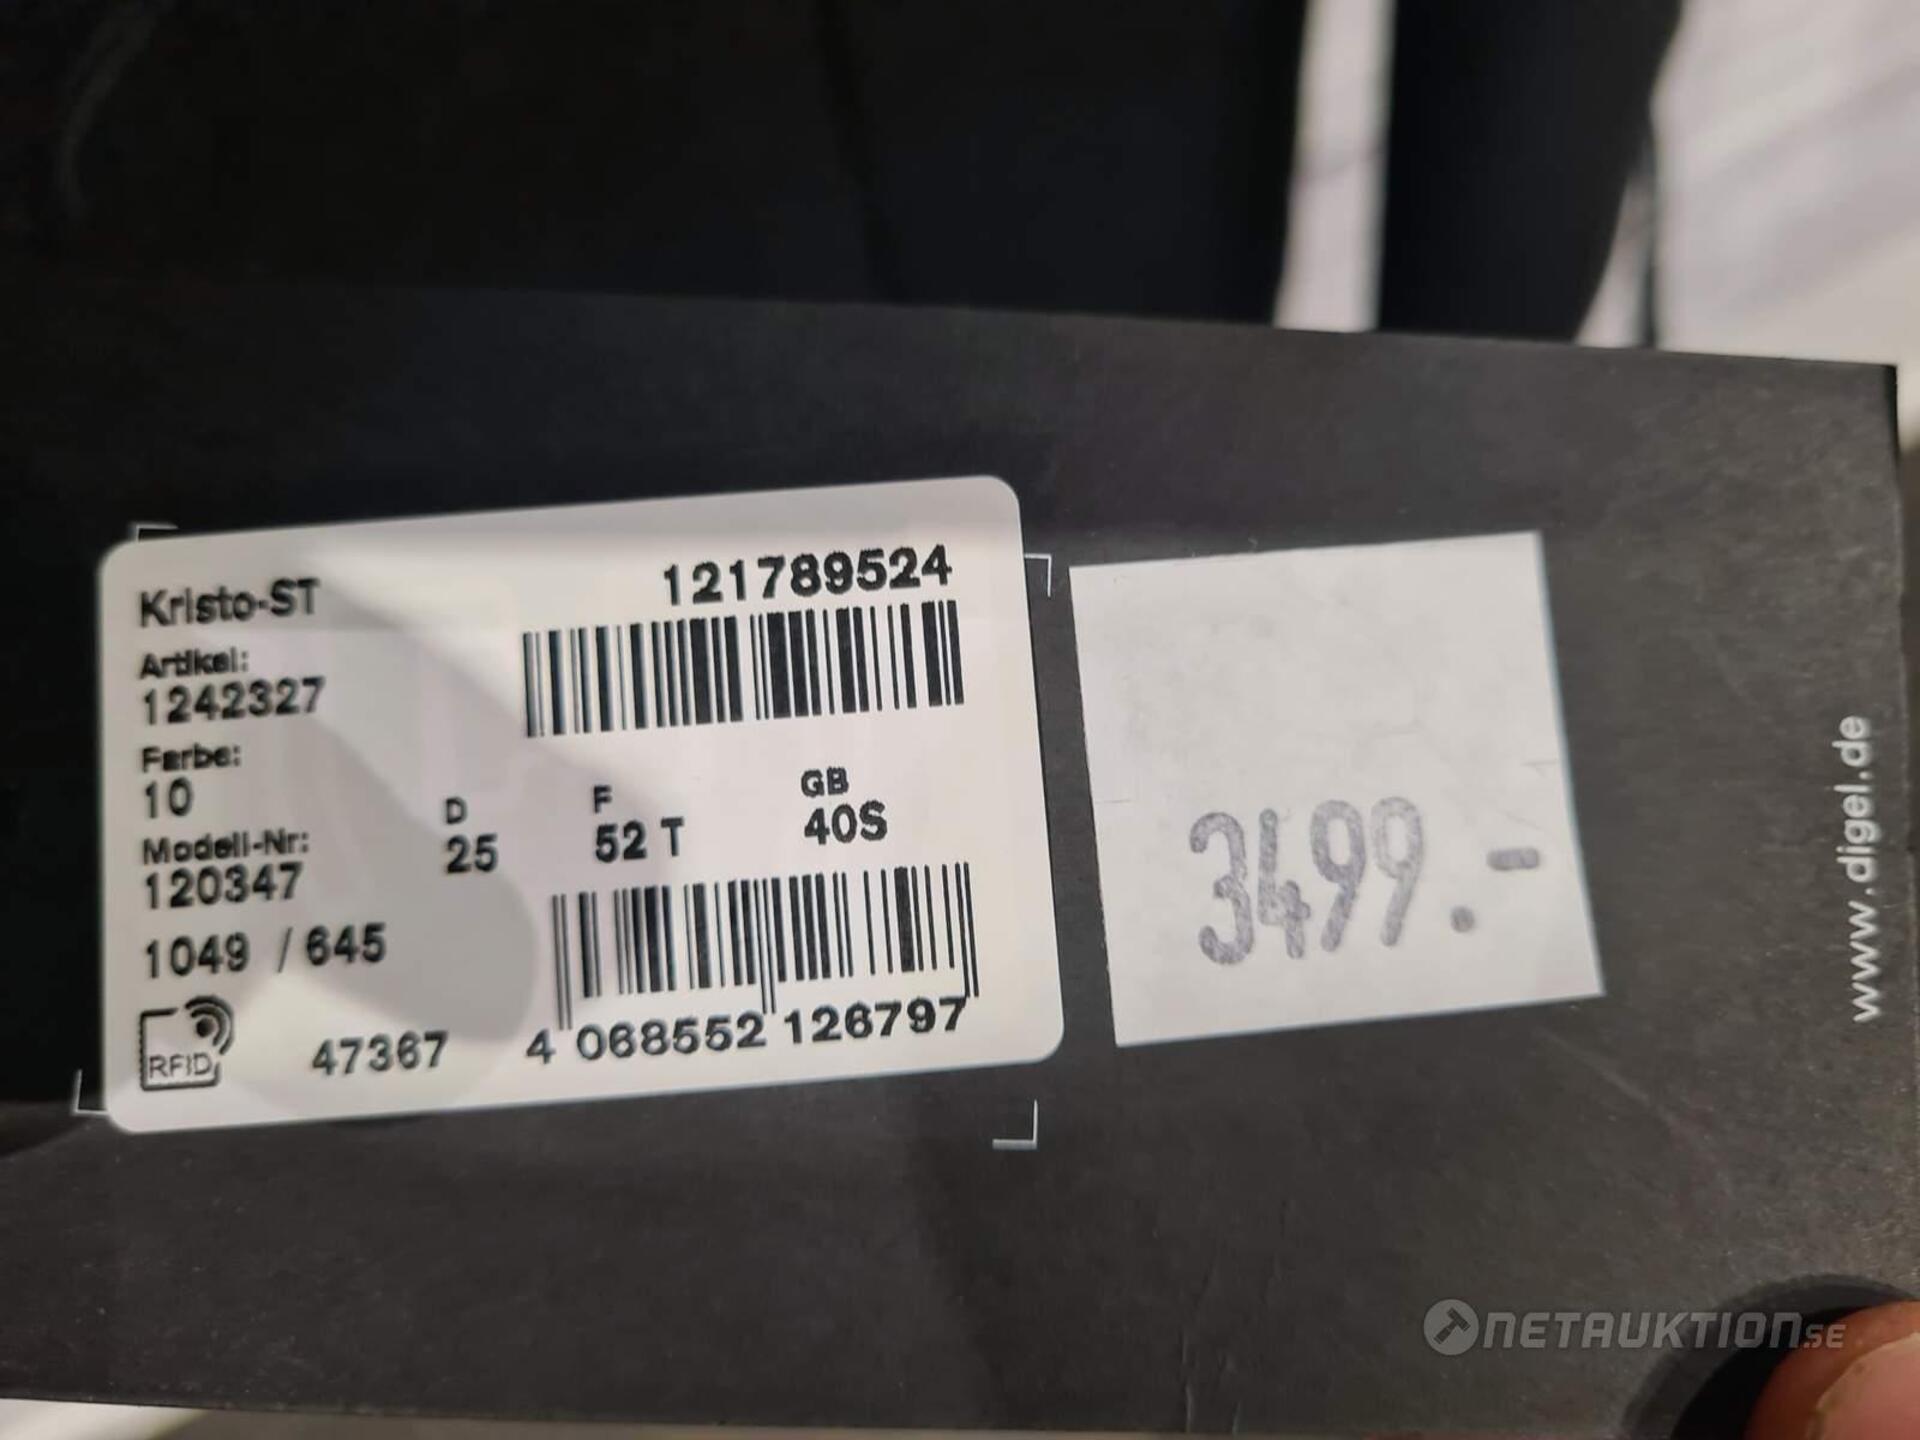 Kristo-ST
121789524
Artikel:
1242327
Farbe:
10
Modell-Nr:
120347
D
25
F
52 T
GB
40S
1049 / 645
RFID
47367
4 068552 126797
3499.-
www.digel.de
NETAUKTION.SE